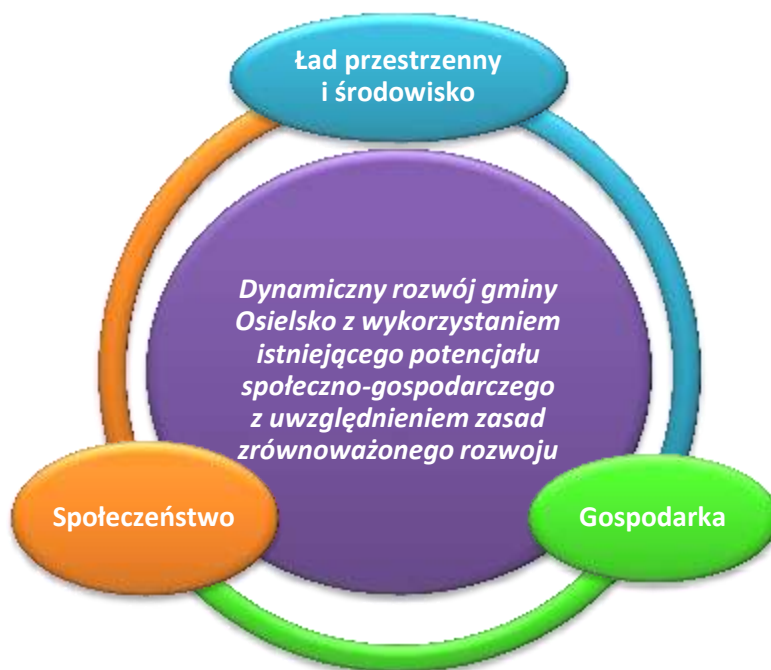 Ład przestrzenny
i środowisko
Dynamiczny rozwój gminy
Osielsko z wykorzystaniem
istniejącego potencjału
społeczno-gospodarczego
z uwzględnieniem zasad
zrównoważonego rozwoju
Społeczeństwo
Gospodarka